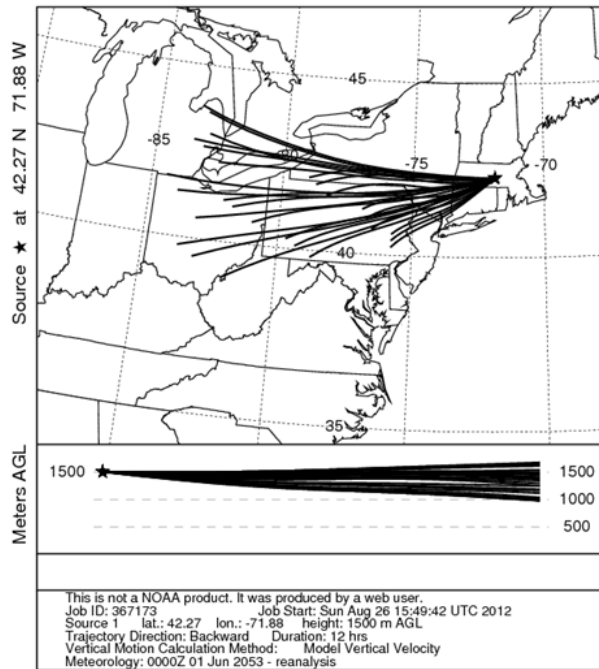 Source ★ at 42.27 N 71.88 W
45
-85
-80
-75
-70
40
35
Meters AGL
1500
1500
1000
500
This is not a NOAA product. It was produced by a web user.
Job ID: 367173 Job Start: Sun Aug 26 15:49:42 UTC 2012
Source 1 lat.: 42.27 lon.: -71.88 height: 1500 m AGL
Trajectory Direction: Backward Duration: 12 hrs
Vertical Motion Calculation Method: Model Vertical Velocity
Meteorology: 0000Z 01 Jun 2053 - reanalysis